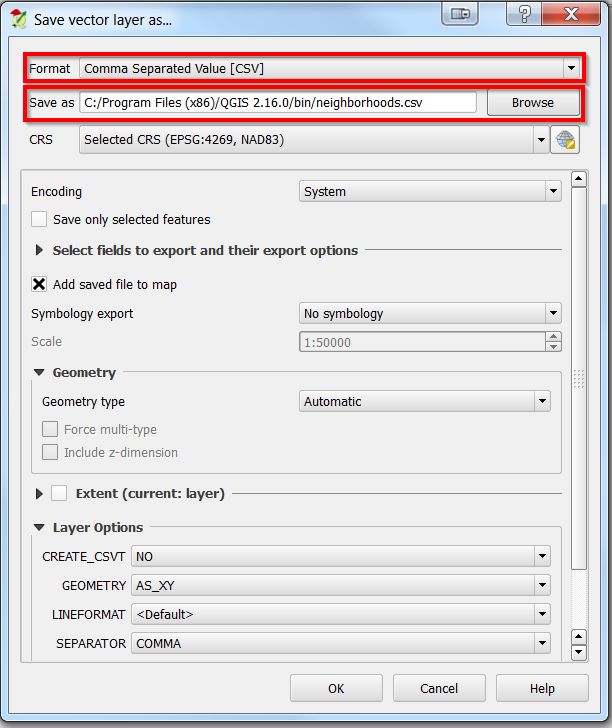 Save vector layer as...
?
Format Comma Separated Value [CSV]
Save as C:/Program Files (x86)/QGIS 2.16.0/bin/neighborhoods.csv Browse
CRS Selected CRS (EPSG:4269, NAD83)
Encoding System
Save only selected features
Select fields to export and their export options
Add saved file to map
Symbology export No symbology
Scale 1:50000
Geometry
Geometry type Automatic
Force multi-type
Include z-dimension
Extent (current: layer)
Layer Options
CREATE_CSVT NO
GEOMETRY AS_XY
LINEFORMAT <Default>
SEPARATOR COMMA
OK Cancel Help